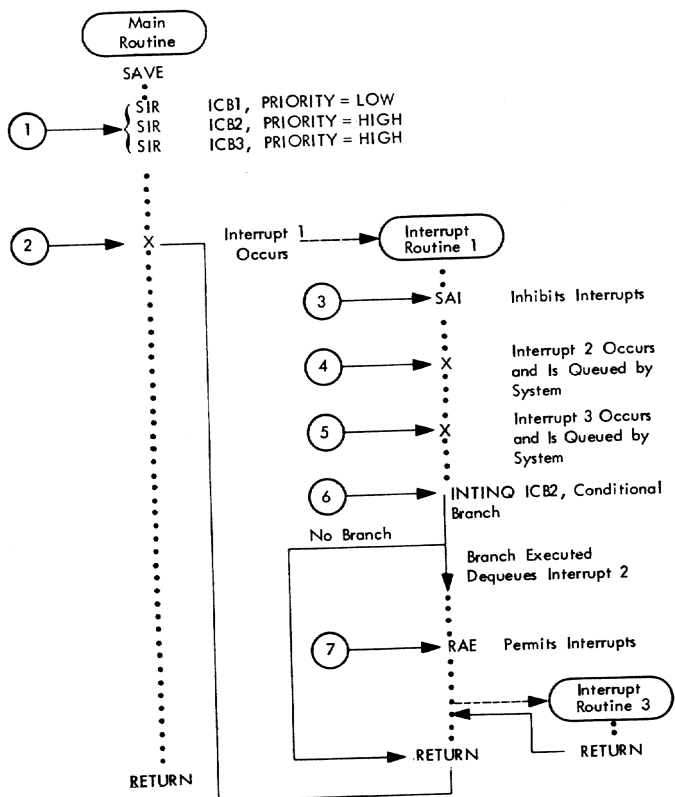 Main
Routine
SAVE
1
SIR ICB1, PRIORITY = LOW
SIR ICB2, PRIORITY = HIGH
SIR ICB3, PRIORITY = HIGH
2
X
Interrupt 1
Occurs
Interrupt
Routine 1
3
SAI Inhibits Interrupts
4
X
Interrupt 2 Occurs
and Is Queued by
System
5
X
Interrupt 3 Occurs
and Is Queued by
System
6
INTINQ ICB2, Conditional
Branch
No Branch
Branch Executed
Dequeues Interrupt 2
7
RAE Permits Interrupts
Interrupt
Routine 3
RETURN
RETURN
RETURN